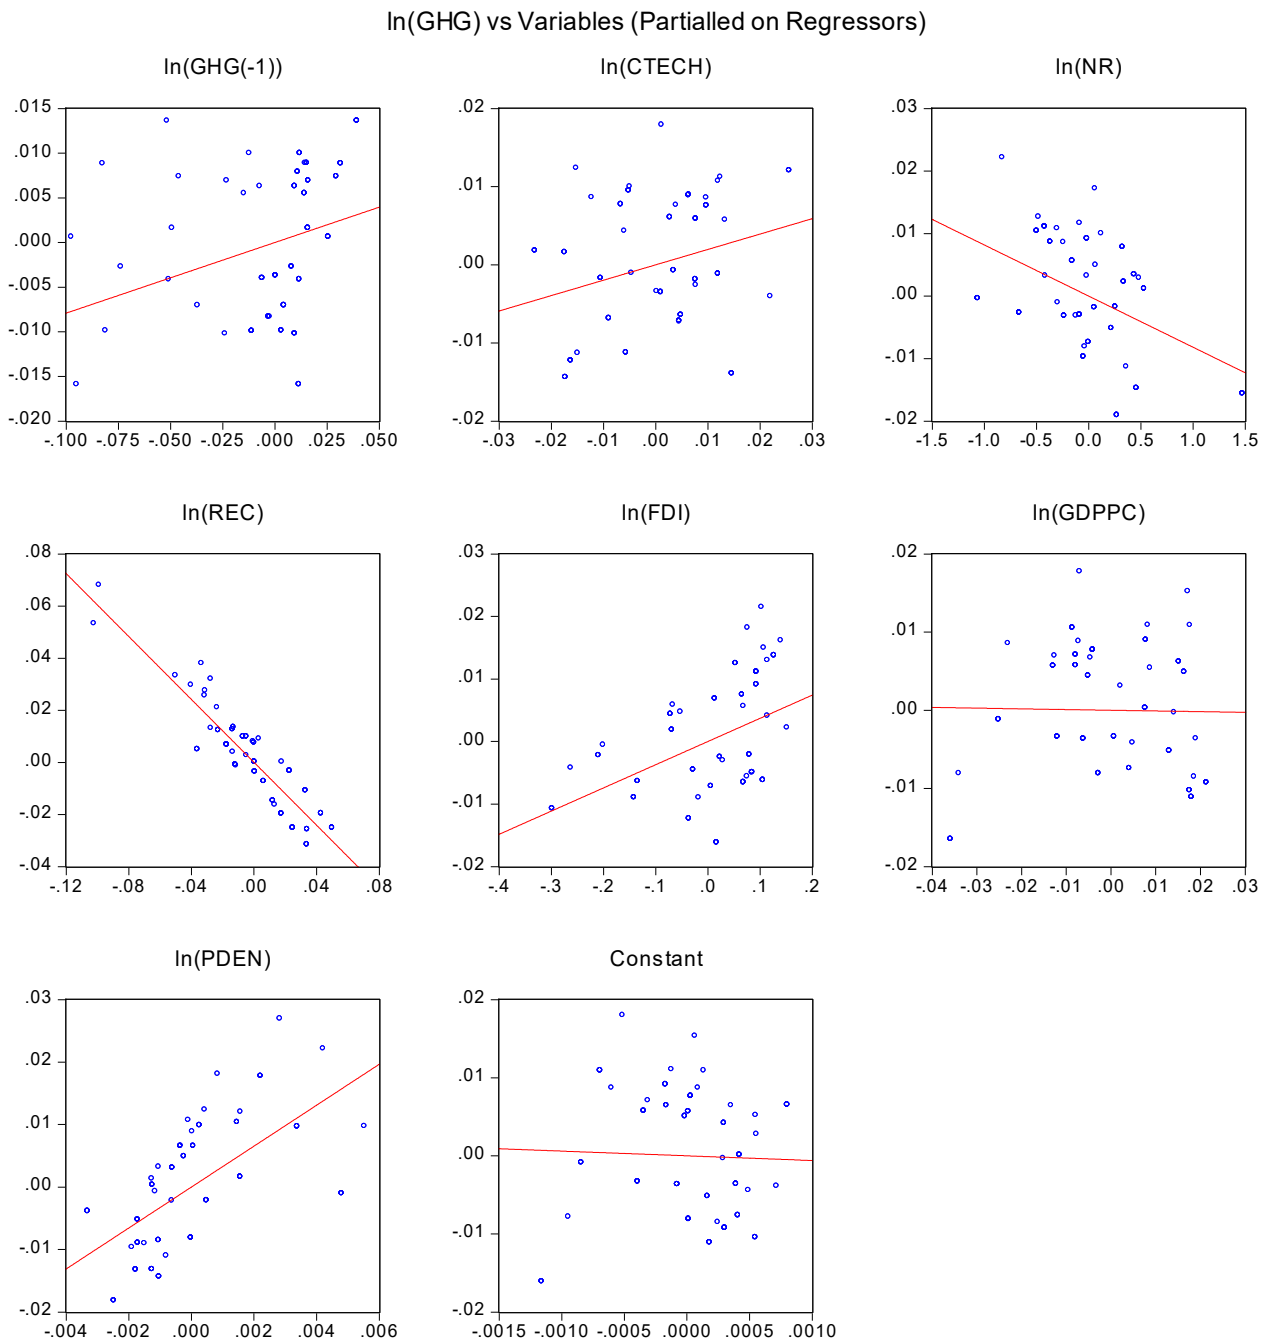 ln(GHG) vs Variables (Partialled on Regressors)
ln(GHG(-1))
.015
.010
.005
.000
-.005
-.010
-.015
-.020
-.100 -.075 -.050 -.025 .000 .025 .050
ln(CTECH)
.02
.01
.00
-.01
-.02
-.03 -.02 -.01 .00 .01 .02 .03
ln(NR)
.03
.02
.01
.00
-.01
-.02
-1.5 -1.0 -0.5 0.0 0.5 1.0 1.5
ln(REC)
.08
.06
.04
.02
.00
-.02
-.04
-.12 -.08 -.04 .00 .04 .08
ln(FDI)
.03
.02
.01
.00
-.01
-.02
-.4 -.3 -.2 -.1 .0 .1 .2
ln(GDPPC)
.02
.01
.00
-.01
-.02
-.04 -.03 -.02 -.01 .00 .01 .02 .03
ln(PDEN)
.03
.02
.01
.00
-.01
-.02
-.004 -.002 .000 .002 .004 .006
Constant
.02
.01
.00
-.01
-.02
-.0015 -.0010 -.0005 .0000 .0005 .0010